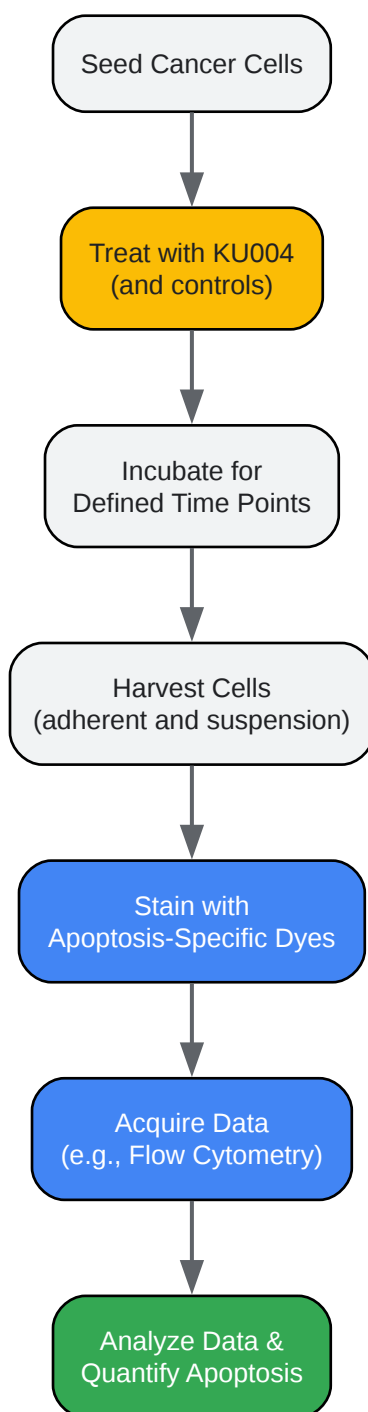 Seed Cancer Cells
Treat with KU004
(and controls)
Incubate for
Defined Time Points
Harvest Cells
(adherent and suspension)
Stain with
Apoptosis-Specific Dyes
Acquire Data
(e.g., Flow Cytometry)
Analyze Data &
Quantify Apoptosis